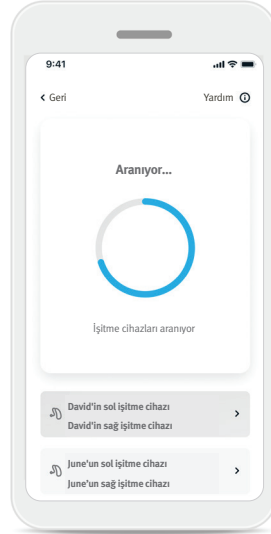 9:41
Geri
Yardım
Aranıyor...
İşitme cihazları aranıyor
David'in sol işitme cihazı
David'in sağ işitme cihazı
June'un sol işitme cihazı
June'un sağ işitme cihazı